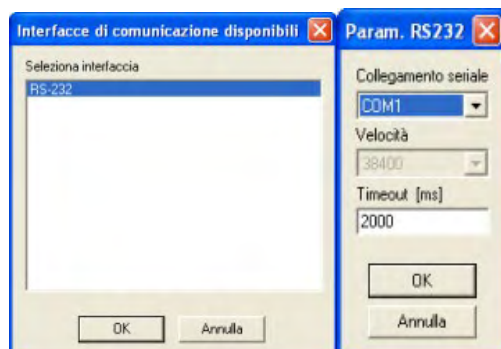 Interfacce di comunicazione disponibili
Seleziona interfaccia
RS-232
OK
Annulla
Param. RS232
Collegamento seriale
COM1
Velocità
38400
Timeout [ms]
2000
OK
Annulla